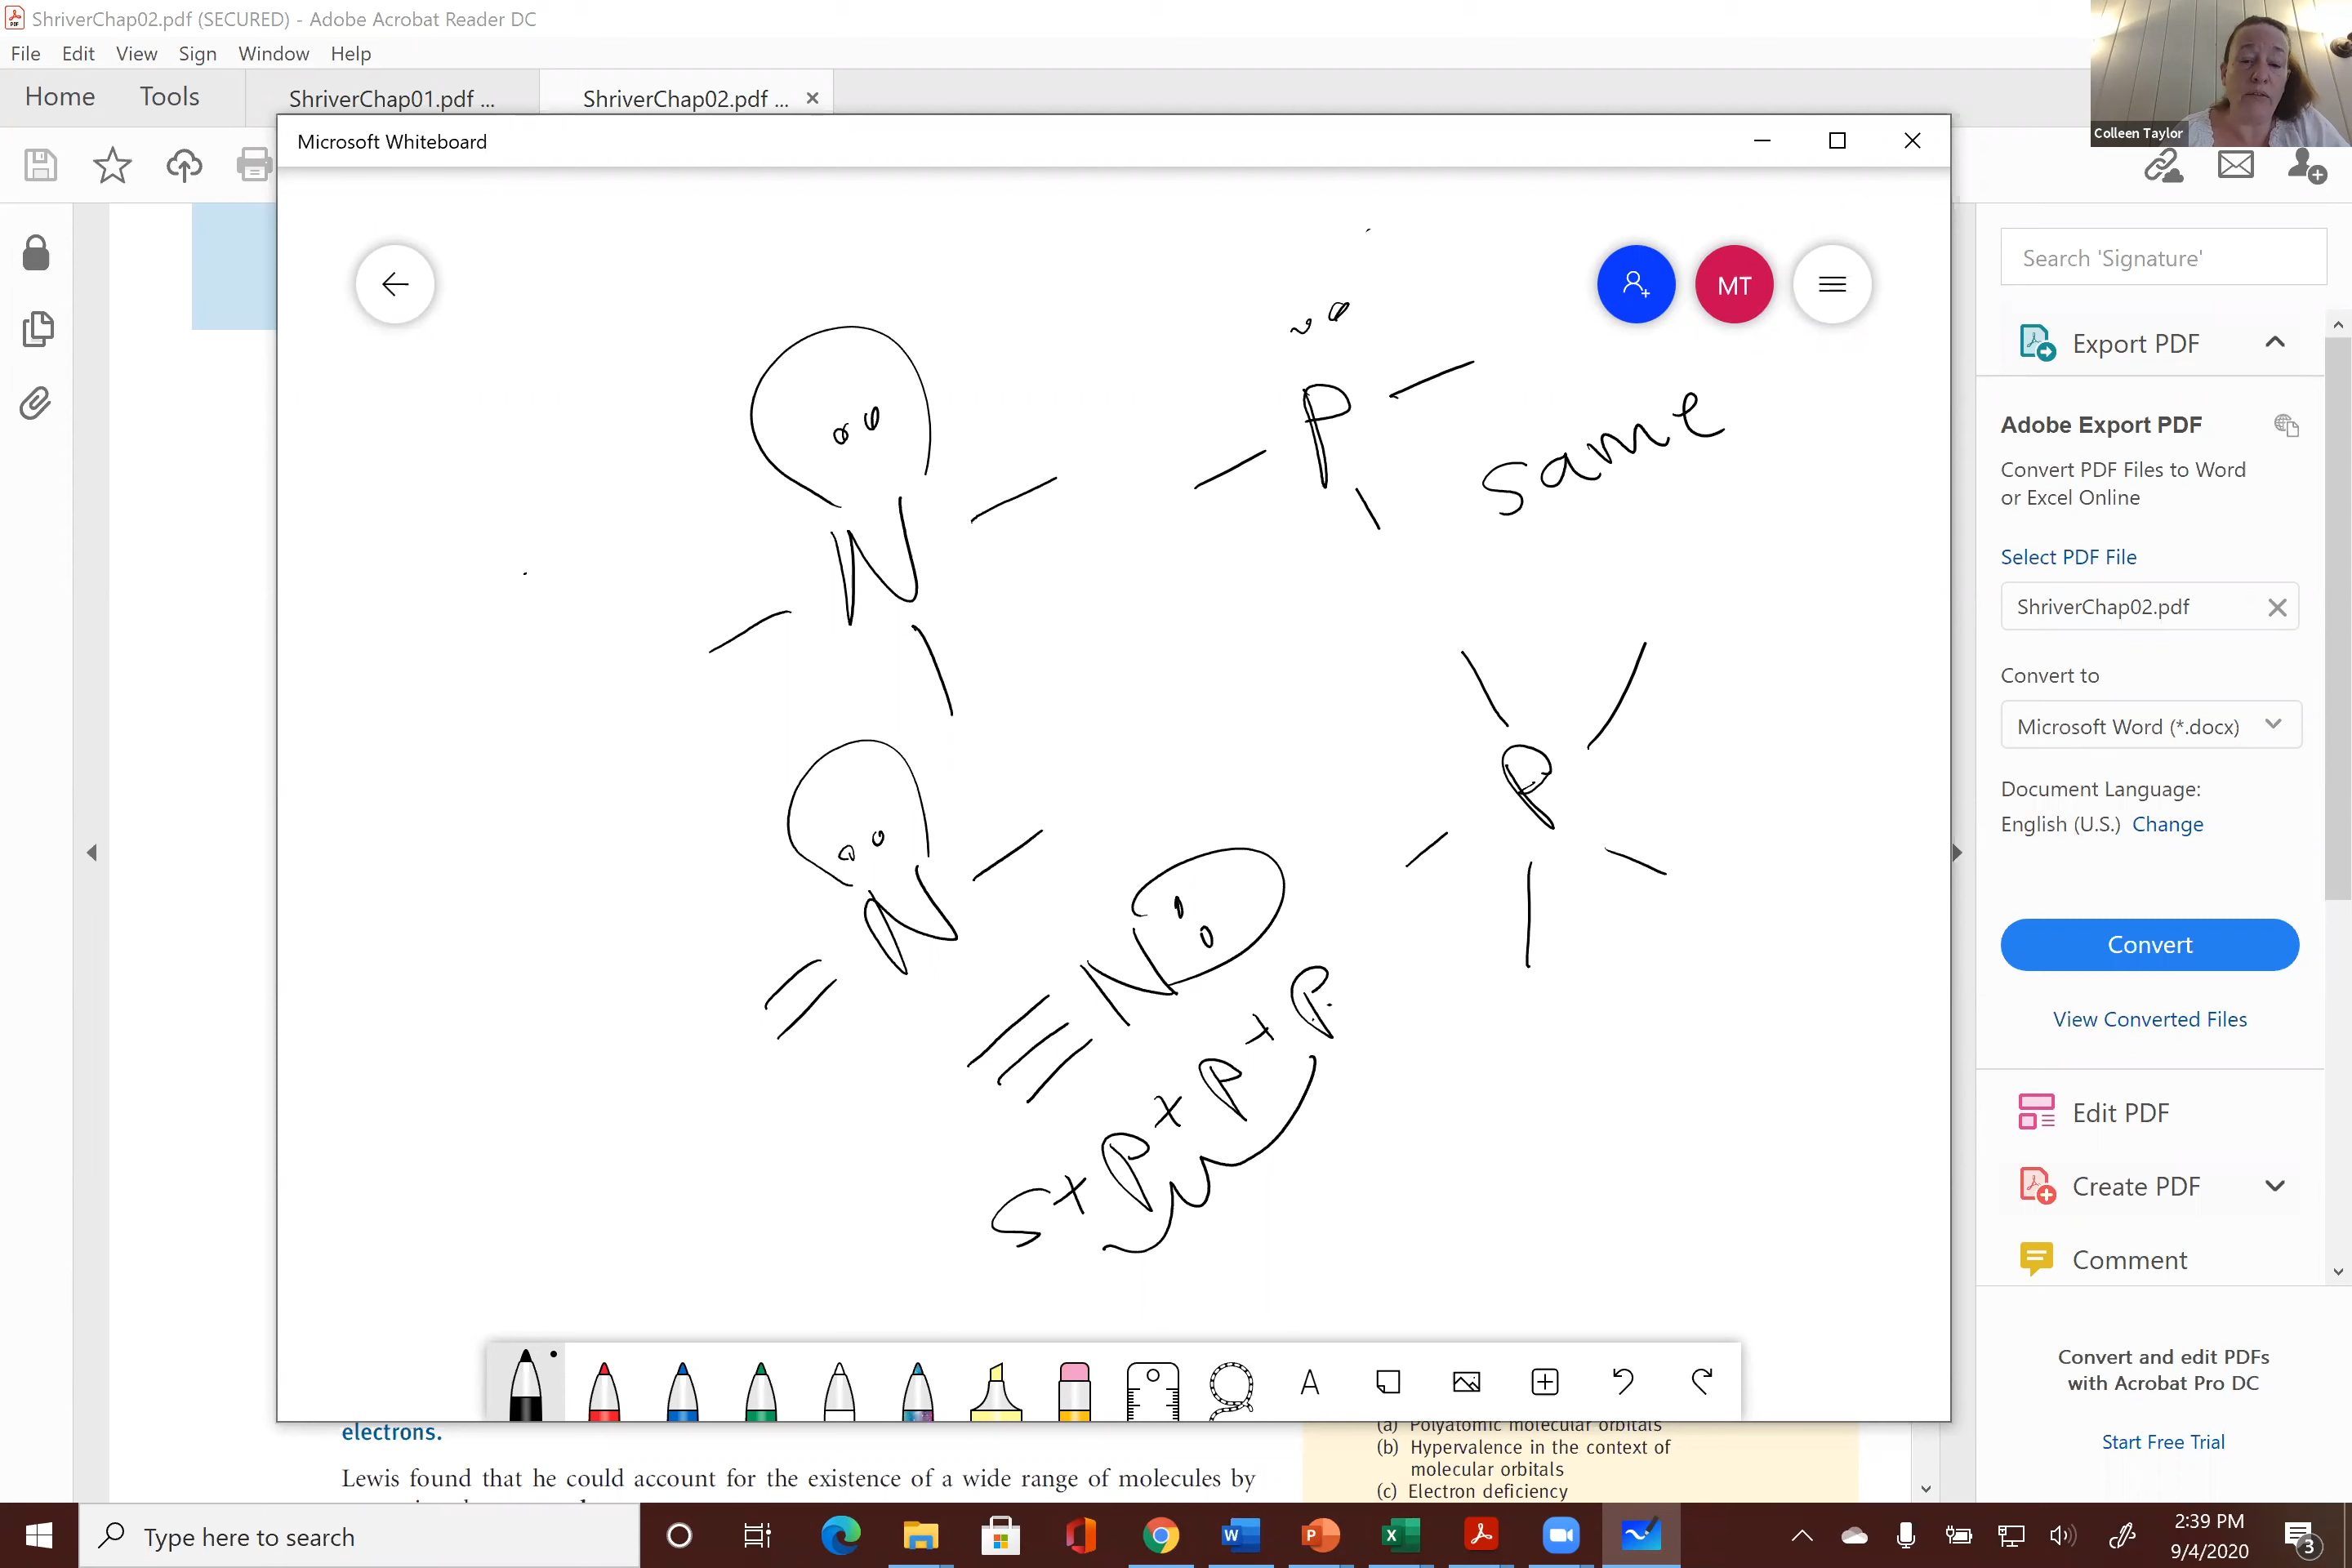 ShriverChap02.pdf (SECURED) - Adobe Acrobat Reader DC
File Edit View Sign Window Help
Home Tools ShriverChap01.pdf ... ShriverChap02.pdf ...
Colleen Taylor
Microsoft Whiteboard
MT
N
P
same
N
N
P
S + P + P + P
Search 'Signature'
Export PDF
Adobe Export PDF
Convert PDF Files to Word
or Excel Online
Select PDF File
ShriverChap02.pdf
Convert to
Microsoft Word (*.docx)
Document Language:
English (U.S.) Change
Convert
View Converted Files
Edit PDF
Create PDF
Comment
Convert and edit PDFs
with Acrobat Pro DC
Start Free Trial
A
electrons.
Lewis found that he could account for the existence of a wide range of molecules by
(a) Polyatomic molecular orbitals
(b) Hypervalence in the context of
molecular orbitals
(c) Electron deficiency
Type here to search
2:39 PM
9/4/2020
3